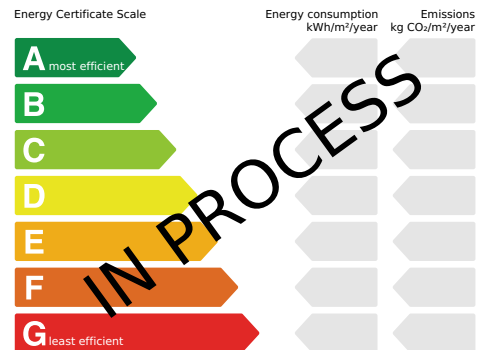 Energy Certificate Scale
Energy consumption
kWh/m²/year
Emissions
kg CO₂/m²/year
A most efficient
B
C
D
E
F
G least efficient
IN PROCESS